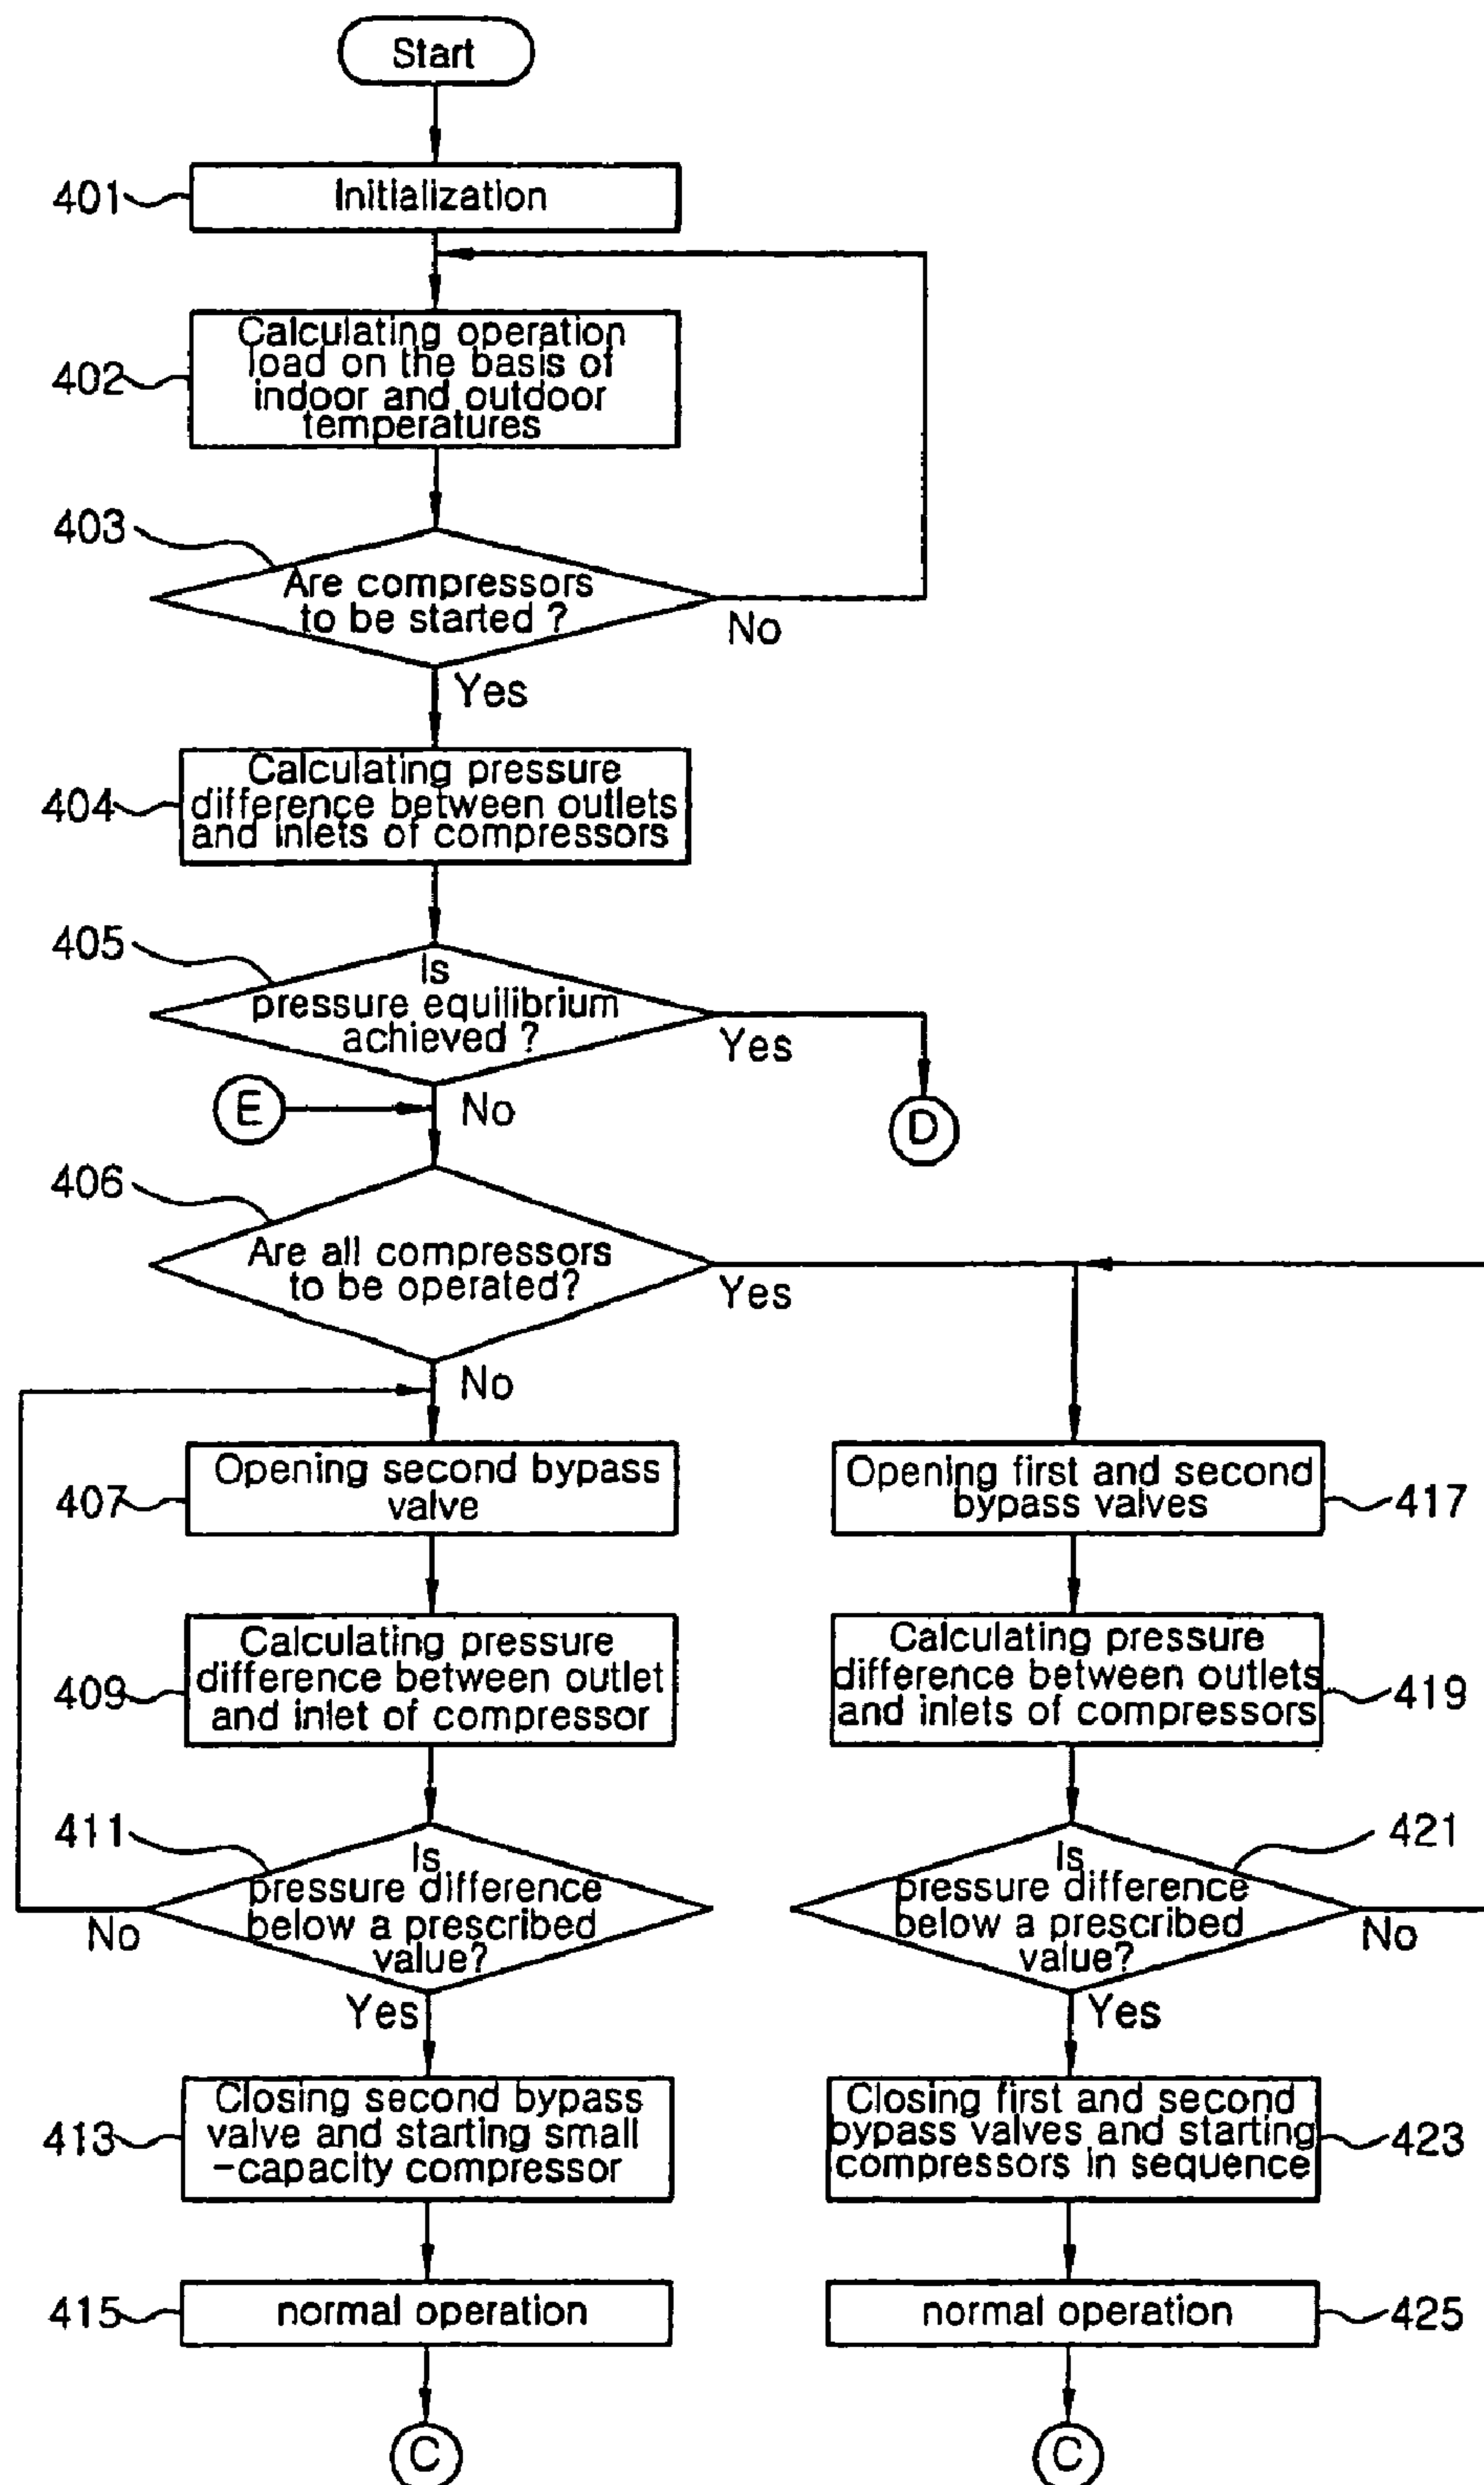 Start
401
Initialization
402
Calculating operation
load on the basis of
indoor and outdoor
temperatures
403
Are compressors
to be started ?
No
Yes
404
Calculating pressure
difference between outlets
and inlets of compressors
405
Is
pressure equilibrium
achieved ?
Yes
E
No
D
406
Are all compressors
to be operated?
Yes
No
407
Opening second bypass
valve
Opening first and second
bypass valves
417
409
Calculating pressure
difference between outlet
and inlet of compressor
Calculating pressure
difference between outlets
and inlets of compressors
419
411
Is
pressure difference
below a prescribed
value?
No
Yes
421
Is
pressure difference
below a prescribed
value?
No
Yes
413
Closing second bypass
valve and starting small
-capacity compressor
Closing first and second
bypass valves and starting
compressors in sequence
423
415
normal operation
normal operation
425
C
C